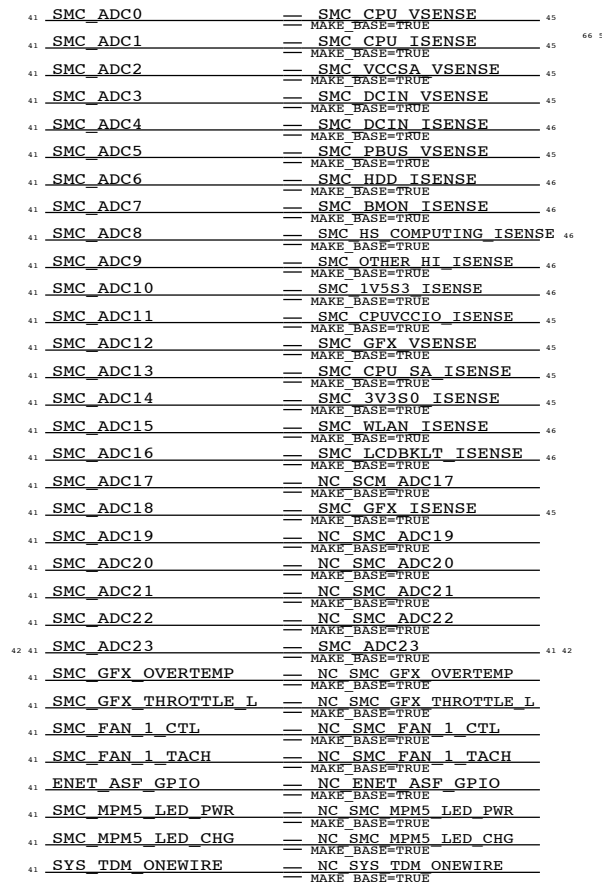 41 SMC_ADC0 SMC_CPU_VSENSE 45
MAKE_BASE=TRUE
66 5
41 SMC_ADC1 SMC_CPU_ISENSE 45
MAKE_BASE=TRUE
41 SMC_ADC2 SMC_VCCSA_VSENSE 45
MAKE_BASE=TRUE
41 SMC_ADC3 SMC_DCIN_VSENSE 45
MAKE_BASE=TRUE
41 SMC_ADC4 SMC_DCIN_ISENSE 46
MAKE_BASE=TRUE
41 SMC_ADC5 SMC_PBUS_VSENSE 45
MAKE_BASE=TRUE
41 SMC_ADC6 SMC_HDD_ISENSE 46
MAKE_BASE=TRUE
41 SMC_ADC7 SMC_BMON_ISENSE 46
MAKE_BASE=TRUE
41 SMC_ADC8 SMC_HS_COMPUTING_ISENSE 46
MAKE_BASE=TRUE
41 SMC_ADC9 SMC_OTHER_HI_ISENSE 46
MAKE_BASE=TRUE
41 SMC_ADC10 SMC_1V5S3_ISENSE 46
MAKE_BASE=TRUE
41 SMC_ADC11 SMC_CPUVCCIO_ISENSE 45
MAKE_BASE=TRUE
41 SMC_ADC12 SMC_GFX_VSENSE 45
MAKE_BASE=TRUE
41 SMC_ADC13 SMC_CPU_SA_ISENSE 45
MAKE_BASE=TRUE
41 SMC_ADC14 SMC_3V3S0_ISENSE 45
MAKE_BASE=TRUE
41 SMC_ADC15 SMC_WLAN_ISENSE 46
MAKE_BASE=TRUE
41 SMC_ADC16 SMC_LCDBKLT_ISENSE 46
MAKE_BASE=TRUE
41 SMC_ADC17 NC_SCM_ADC17
MAKE_BASE=TRUE
41 SMC_ADC18 SMC_GFX_ISENSE 45
MAKE_BASE=TRUE
41 SMC_ADC19 NC_SMC_ADC19
MAKE_BASE=TRUE
41 SMC_ADC20 NC_SMC_ADC20
MAKE_BASE=TRUE
41 SMC_ADC21 NC_SMC_ADC21
MAKE_BASE=TRUE
41 SMC_ADC22 NC_SMC_ADC22
MAKE_BASE=TRUE
42 41 SMC_ADC23 SMC_ADC23 41 42
MAKE_BASE=TRUE
41 SMC_GFX_OVERTEMP NC_SMC_GFX_OVERTEMP
MAKE_BASE=TRUE
41 SMC_GFX_THROTTLE_L NC_SMC_GFX_THROTTLE_L
MAKE_BASE=TRUE
41 SMC_FAN_1_CTL NC_SMC_FAN_1_CTL
MAKE_BASE=TRUE
41 SMC_FAN_1_TACH NC_SMC_FAN_1_TACH
MAKE_BASE=TRUE
41 ENET_ASF_GPIO NC_ENET_ASF_GPIO
MAKE_BASE=TRUE
41 SMC_MPM5_LED_PWR NC_SMC_MPM5_LED_PWR
MAKE_BASE=TRUE
41 SMC_MPM5_LED_CHG NC_SMC_MPM5_LED_CHG
MAKE_BASE=TRUE
41 SYS_TDM_ONEWIRE NC_SYS_TDM_ONEWIRE
MAKE_BASE=TRUE